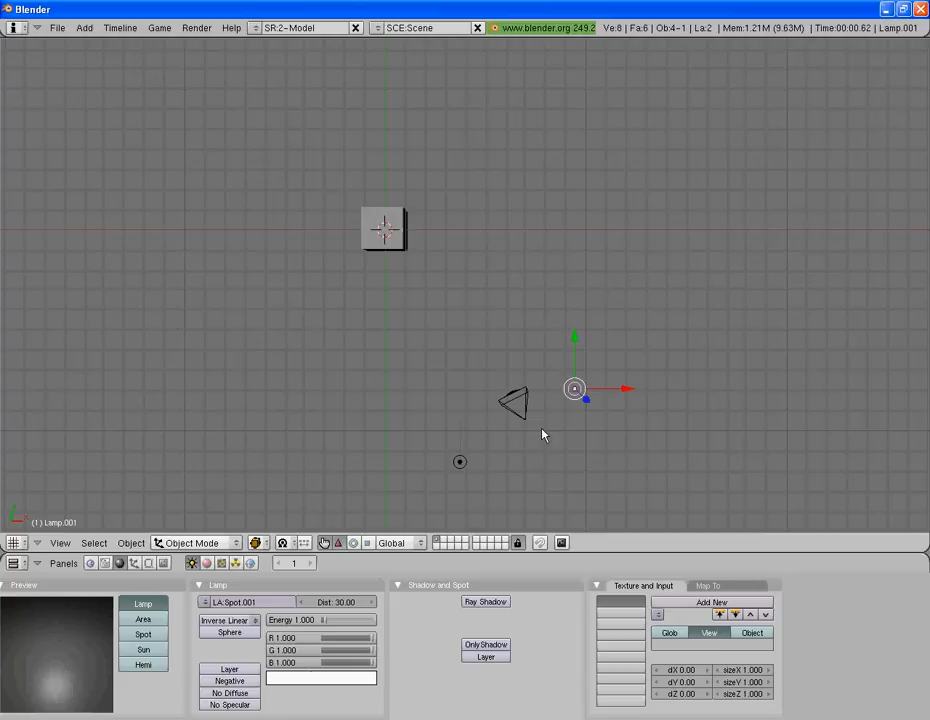 Blender
File Add Timeline Game Render Help SR:2-Model SCE:Scene www.blender.org 249.2 Ve:8 | Fa:6 | Ob:4-1 | La:2 | Mem:1.21M (9.63M) | Time:00:00.62 | Lamp.001
(1) Lamp.001
View Select Object Object Mode Global
Panels 1
Preview Lamp Shadow and Spot Texture and Input Map To
Lamp LA:Spot.001 Dist: 30.00 Ray Shadow Add New
Area Inverse Linear Energy 1.000
Spot Sphere R 1.000 OnlyShadow Glob View Object
Sun G 1.000 Layer
Hemi Layer B 1.000 dX 0.00 sizeX 1.000
Negative dY 0.00 sizeY 1.000
No Diffuse dZ 0.00 sizeZ 1.000
No Specular